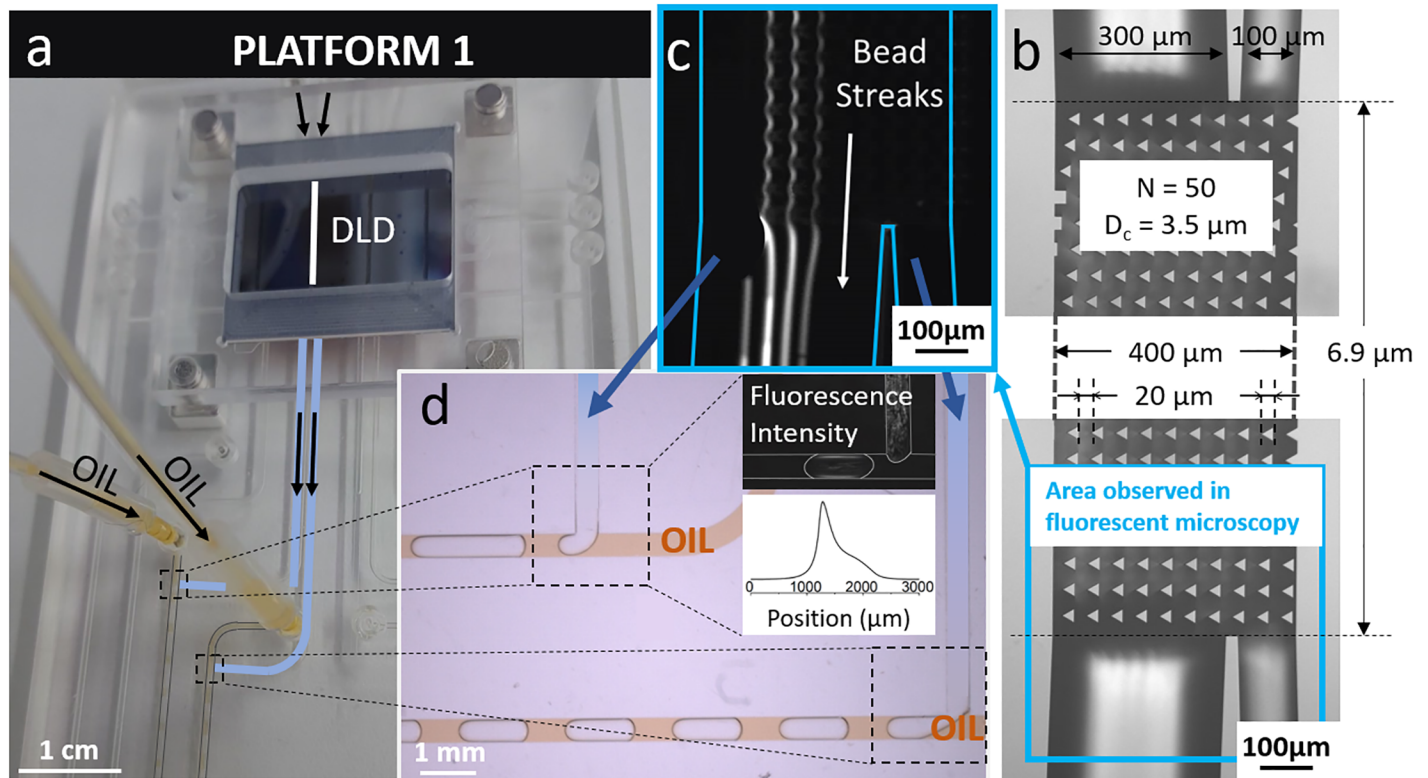 a
PLATFORM 1
DLD
OIL
OIL
1 cm
c
Bead
Streaks
100μm
b
300 μm
100 μm
N = 50
Dc = 3.5 μm
400 μm
6.9 μm
20 μm
Area observed in
fluorescent microscopy
100μm
d
Fluorescence
Intensity
OIL
0
1000
2000
3000
Position (μm)
OIL
1 mm